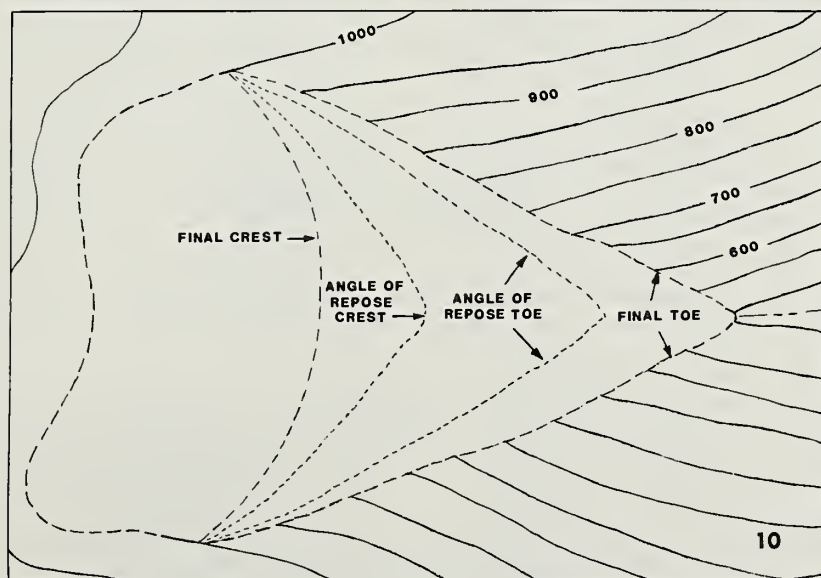 1000
900
800
700
600
FINAL CREST
ANGLE OF
REPOSE
CREST
ANGLE OF
REPOSE TOE
FINAL TOE
10